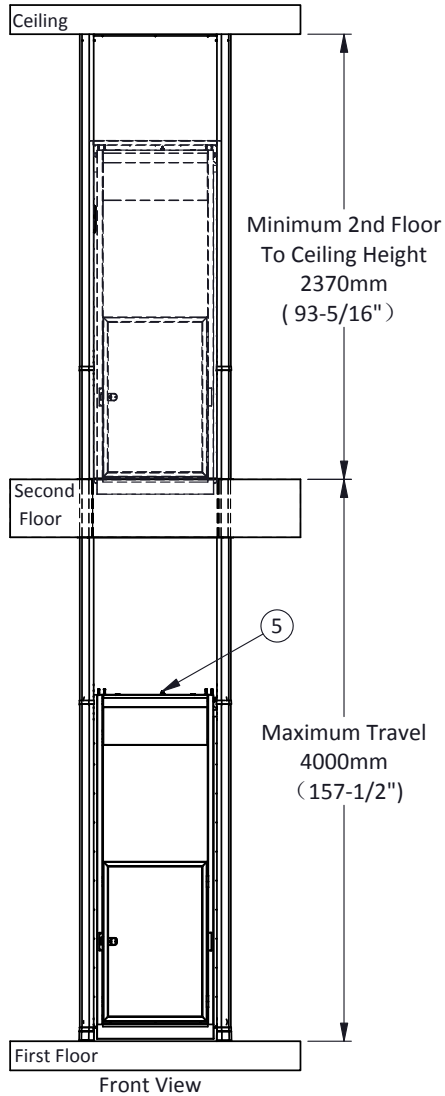 Ceiling
Minimum 2nd Floor
To Ceiling Height
2370mm
( 93-5/16"）
Second
Floor
5
Maximum Travel
4000mm
（157-1/2")
First Floor
Front View